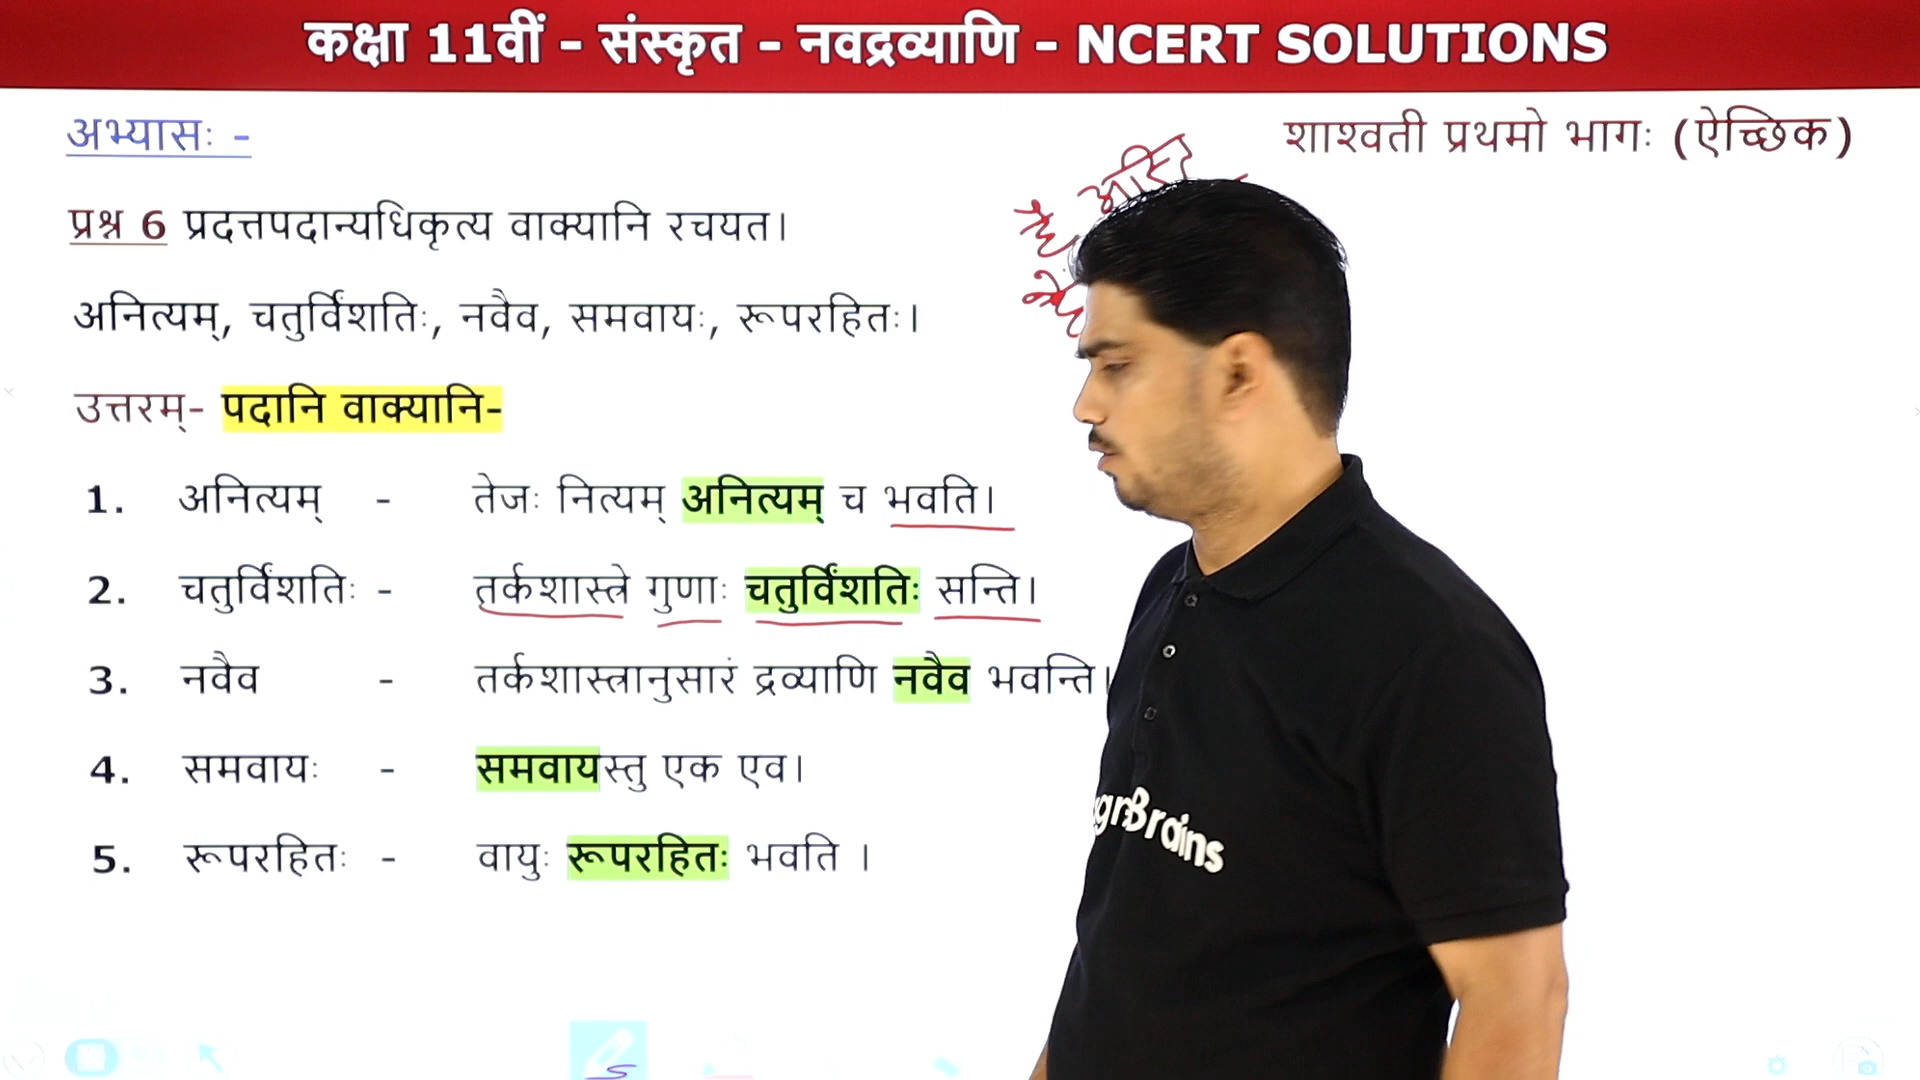 कक्षा 11वीं - संस्कृत - नवद्रव्याणि - NCERT SOLUTIONS
अभ्यासः -
शाश्वती प्रथमो भागः (ऐच्छिक)
प्रश्न 6 प्रदत्तपदान्यधिकृत्य वाक्यानि रचयत।
अनित्यम्, चतुर्विंशतिः, नवैव, समवायः, रूपरहितः।
उत्तरम्- पदानि वाक्यानि-
1. अनित्यम् - तेजः नित्यम् अनित्यम् च भवति।
2. चतुर्विंशतिः - तर्कशास्त्रे गुणाः चतुर्विंशतिः सन्ति।
3. नवैव - तर्कशास्त्रानुसारं द्रव्याणि नवैव भवन्ति।
4. समवायः - समवायस्तु एक एव।
5. रूपरहितः - वायुः रूपरहितः भवति ।
Brains